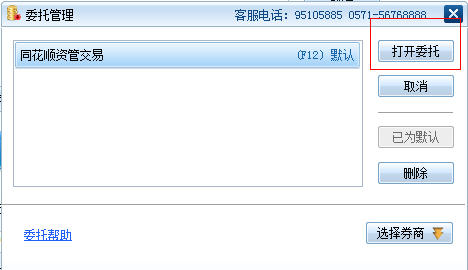 委托管理
客服电话：95105885 0571-56768888
同花顺资管交易
(F12) 默认
打开委托
取消
已为默认
删除
委托帮助
选择券商